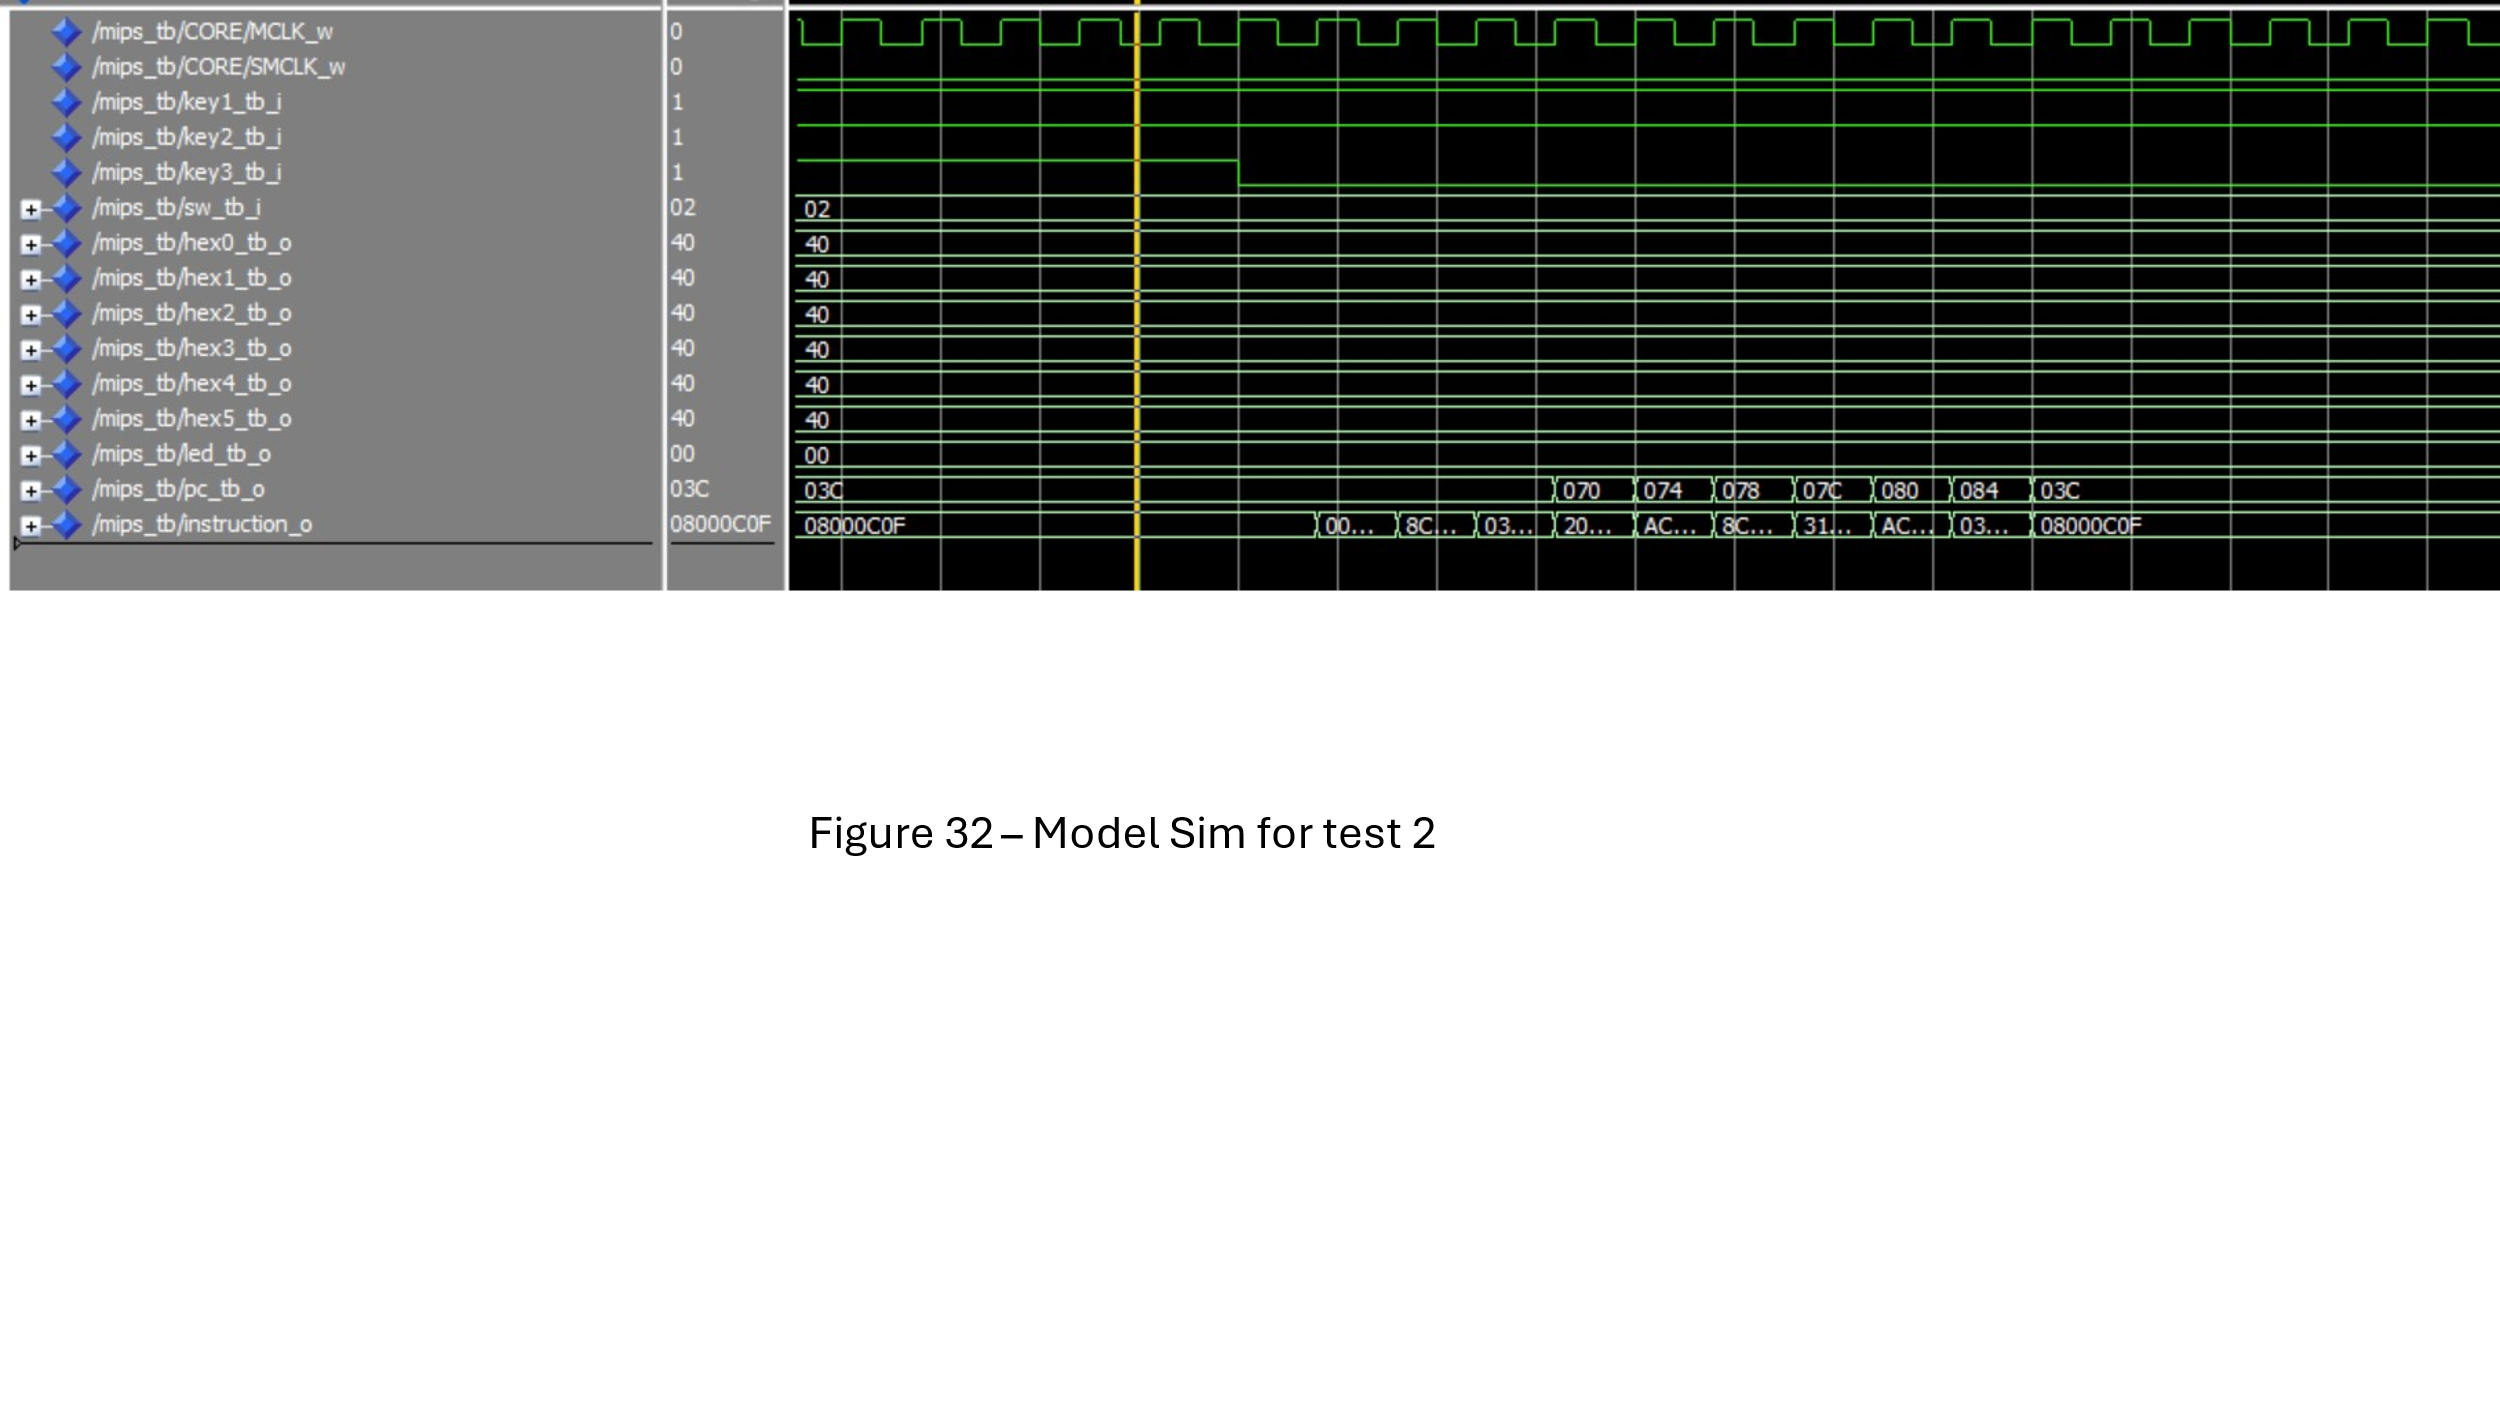 /mips_tb/CORE/MCLK_w 0
/mips_tb/CORE/SMCLK_w 0
/mips_tb/key1_tb_i 1
/mips_tb/key2_tb_i 1
/mips_tb/key3_tb_i 1
/mips_tb/sw_tb_i 02 02
/mips_tb/hex0_tb_o 40 40
/mips_tb/hex1_tb_o 40 40
/mips_tb/hex2_tb_o 40 40
/mips_tb/hex3_tb_o 40 40
/mips_tb/hex4_tb_o 40 40
/mips_tb/hex5_tb_o 40 40
/mips_tb/led_tb_o 00 00
/mips_tb/pc_tb_o 03C 03C 070 074 078 07C 080 084 03C
/mips_tb/instruction_o 08000C0F 08000C0F 00... 8C... 03... 20... AC... 8C... 31... AC... 03... 08000C0F
Figure 32 – Model Sim for test 2